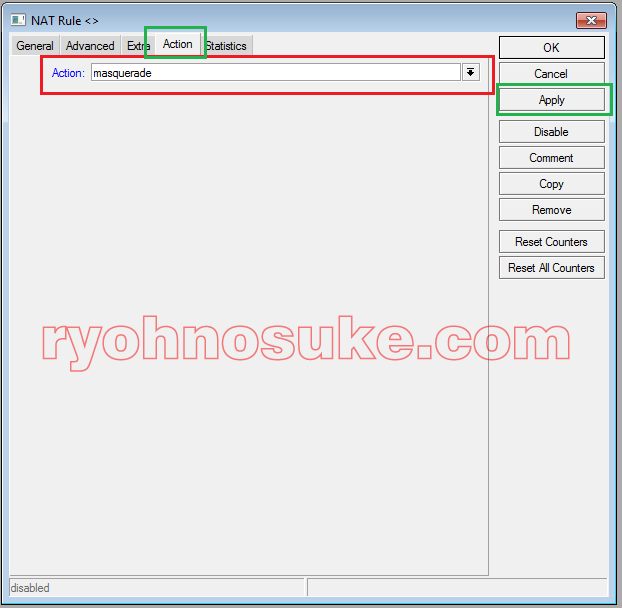 NAT Rule <>
General Advanced Extra Action Statistics
Action: masquerade
OK
Cancel
Apply
Disable
Comment
Copy
Remove
Reset Counters
Reset All Counters
ryohnosuke.com
disabled